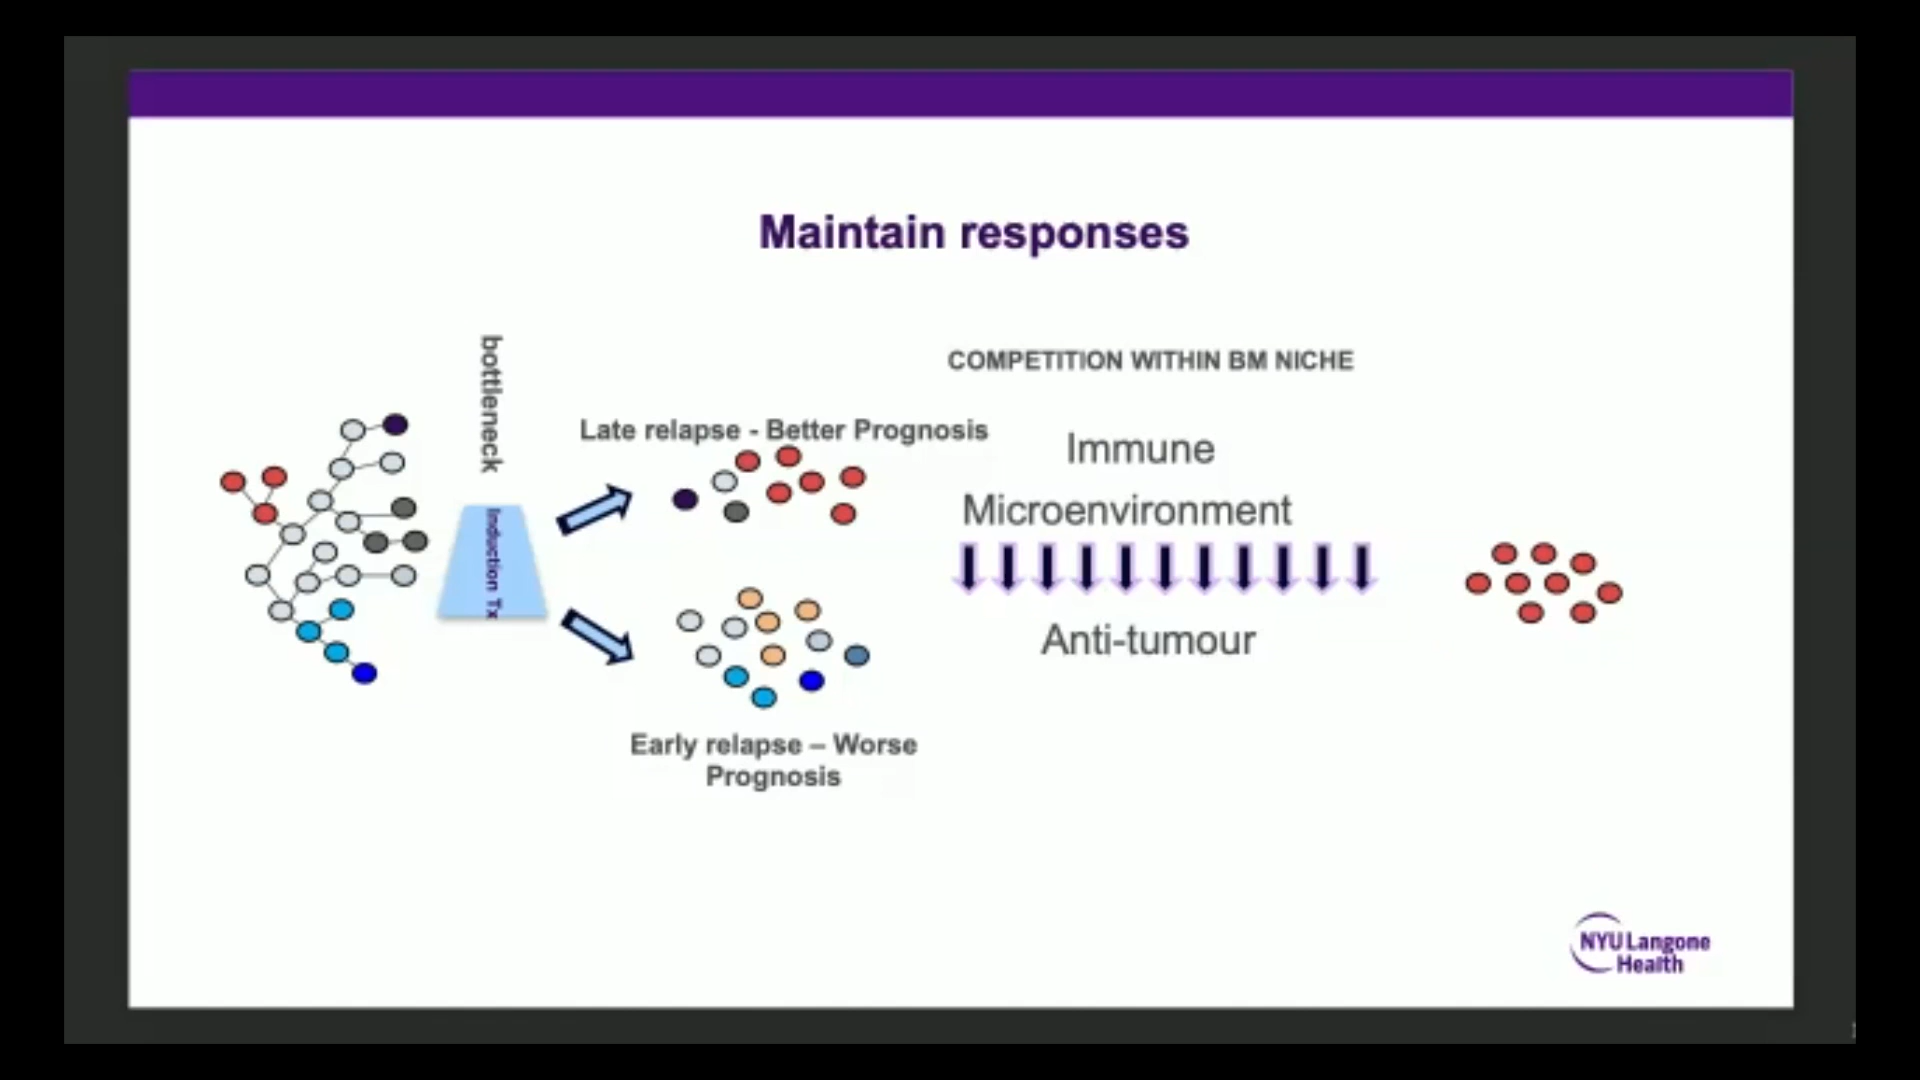 Maintain responses
bottleneck
Induction Tx
Late relapse - Better Prognosis
Early relapse – Worse
Prognosis
COMPETITION WITHIN BM NICHE
Immune
Microenvironment
Anti-tumour
NYU Langone
Health